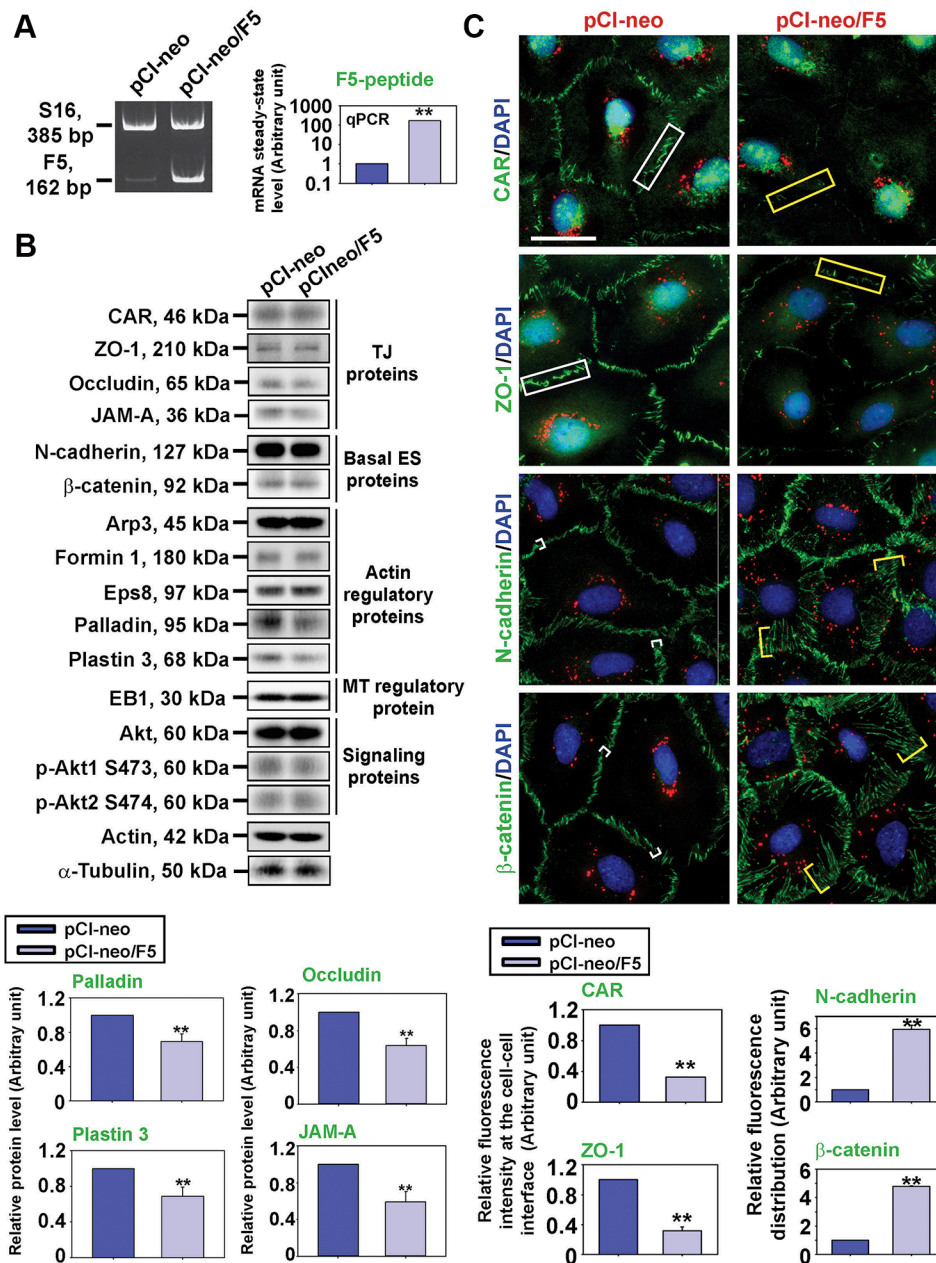 A
pCI-neo
pCI-neo/F5
S16,
385 bp
F5,
162 bp
F5-peptide
mRNA steady-state
level (Arbitrary unit)
qPCR
1000
100
10
1
0.1
**
B
pCI-neo
pCIneo/F5
CAR, 46 kDa
ZO-1, 210 kDa
Occludin, 65 kDa
JAM-A, 36 kDa
TJ
proteins
N-cadherin, 127 kDa
β-catenin, 92 kDa
Basal ES
proteins
Arp3, 45 kDa
Formin 1, 180 kDa
Eps8, 97 kDa
Palladin, 95 kDa
Plastin 3, 68 kDa
Actin
regulatory
proteins
EB1, 30 kDa
MT regulatory
protein
Akt, 60 kDa
p-Akt1 S473, 60 kDa
p-Akt2 S474, 60 kDa
Signaling
proteins
Actin, 42 kDa
α-Tubulin, 50 kDa
pCI-neo
pCI-neo/F5
Relative protein level (Arbitray unit)
Palladin
1.2
0.8
0.4
0
**
Plastin 3
1.2
0.8
0.4
0
**
Relative protein level (Arbitray unit)
Occludin
1.2
0.8
0.4
0
**
JAM-A
1.2
0.8
0.4
0
**
C
pCI-neo
pCI-neo/F5
CAR/DAPI
ZO-1/DAPI
N-cadherin/DAPI
β-catenin/DAPI
pCI-neo
pCI-neo/F5
Relative fluorescence
intensity at the cell-cell
interface (Arbitrary unit)
CAR
1.2
0.8
0.4
0
**
ZO-1
1.2
0.8
0.4
0
**
Relative fluorescence
distribution (Arbitrary unit)
N-cadherin
6
4
2
0
**
β-catenin
6
4
2
0
**